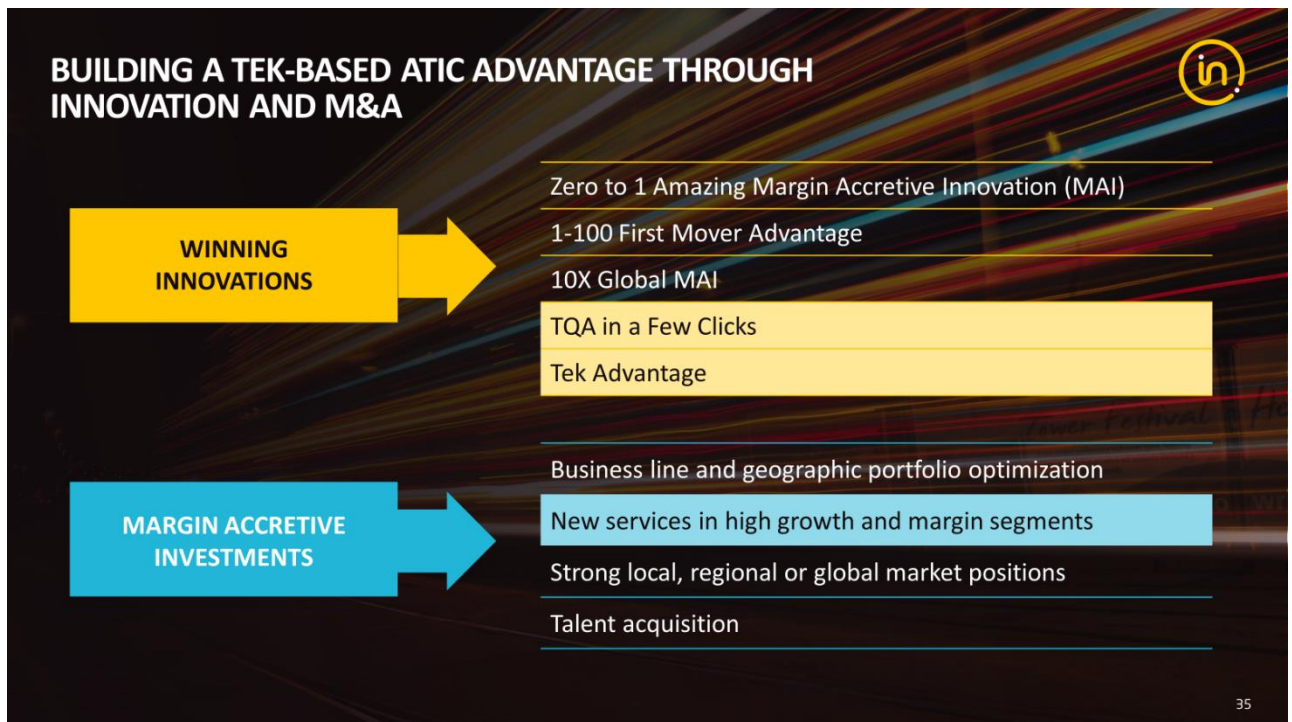 BUILDING A TEK-BASED ATIC ADVANTAGE THROUGH
INNOVATION AND M&A
in
WINNING
INNOVATIONS
Zero to 1 Amazing Margin Accretive Innovation (MAI)
1-100 First Mover Advantage
10X Global MAI
TQA in a Few Clicks
Tek Advantage
MARGIN ACCRETIVE
INVESTMENTS
Business line and geographic portfolio optimization
New services in high growth and margin segments
Strong local, regional or global market positions
Talent acquisition
35